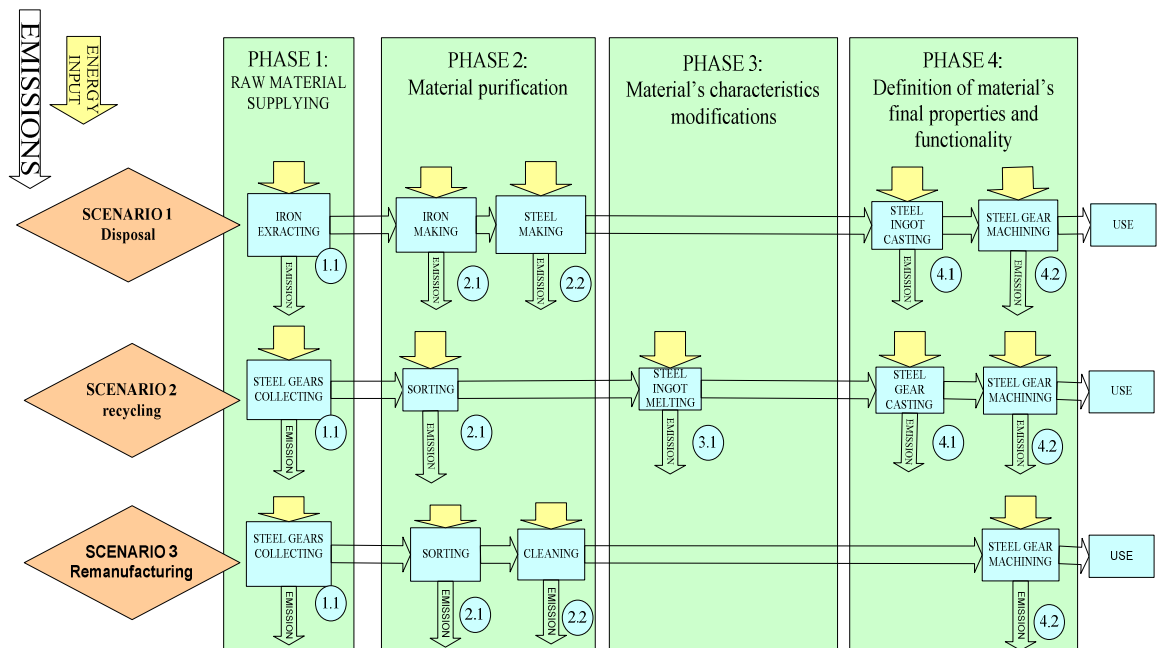 EMISSIONS
ENERGY
INPUT
PHASE 1:
RAW MATERIAL
SUPPLYING
PHASE 2:
Material purification
PHASE 3:
Material's characteristics
modifications
PHASE 4:
Definition of material's
final properties and
functionality
SCENARIO 1
Disposal
IRON
EXTRACTING
EMISSION
1.1
IRON
MAKING
EMISSION
2.1
STEEL
MAKING
EMISSION
2.2
STEEL
INGOT
CASTING
EMISSION
4.1
STEEL GEAR
MACHINING
EMISSION
4.2
USE
SCENARIO 2
recycling
STEEL GEARS
COLLECTING
EMISSION
1.1
SORTING
EMISSION
2.1
STEEL
INGOT
MELTING
EMISSION
3.1
STEEL
GEAR
CASTING
EMISSION
4.1
STEEL GEAR
MACHINING
EMISSION
4.2
USE
SCENARIO 3
Remanufacturing
STEEL GEARS
COLLECTING
EMISSION
1.1
SORTING
EMISSION
2.1
CLEANING
EMISSION
2.2
STEEL GEAR
MACHINING
EMISSION
4.2
USE